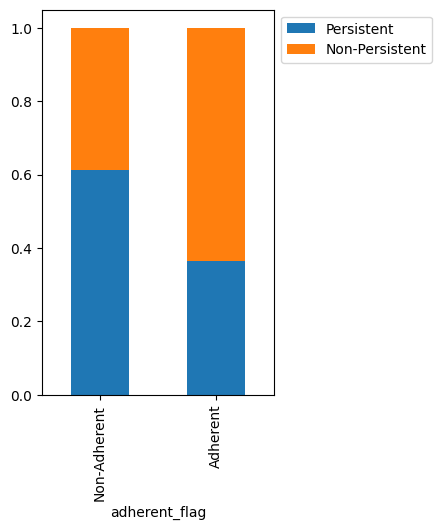 Persistent
Non-Persistent
1.0
0.8
0.6
0.4
0.2
0.0
Non-Adherent
Adherent
adherent_flag